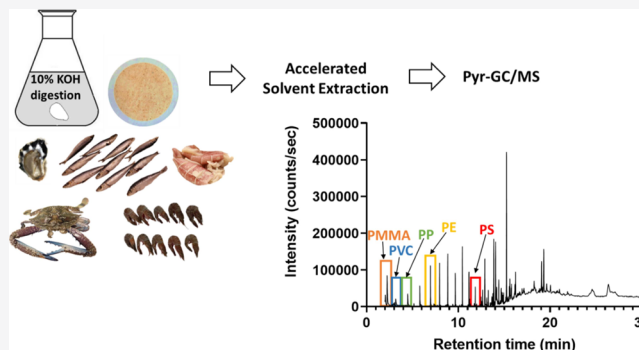 10% KOH
digestion
Accelerated
Solvent Extraction
Pyr-GC/MS
Intensity (counts/sec)
500000
400000
300000
200000
100000
0
PMMA
PVC
PP
PE
PS
0
10
20
30
Retention time (min)